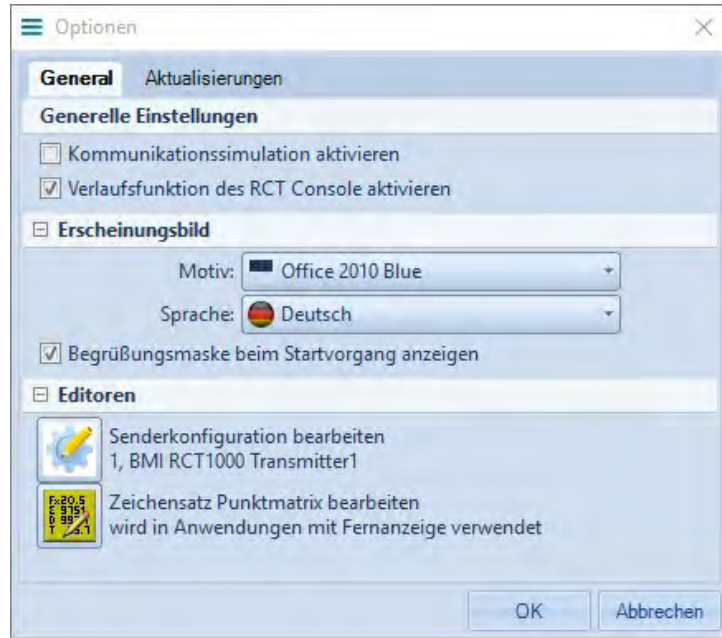 Optionen
General Aktualisierungen
Generelle Einstellungen
Kommunikationssimulation aktivieren
Verlaufsfunktion des RCT Console aktivieren
Erscheinungsbild
Motiv: Office 2010 Blue
Sprache: Deutsch
Begrüßungsmaske beim Startvorgang anzeigen
Editoren
Senderkonfiguration bearbeiten
1, BMI RCT1000 Transmitter1
Zeichensatz Punktmatrix bearbeiten
wird in Anwendungen mit Fernanzeige verwendet
OK Abbrechen